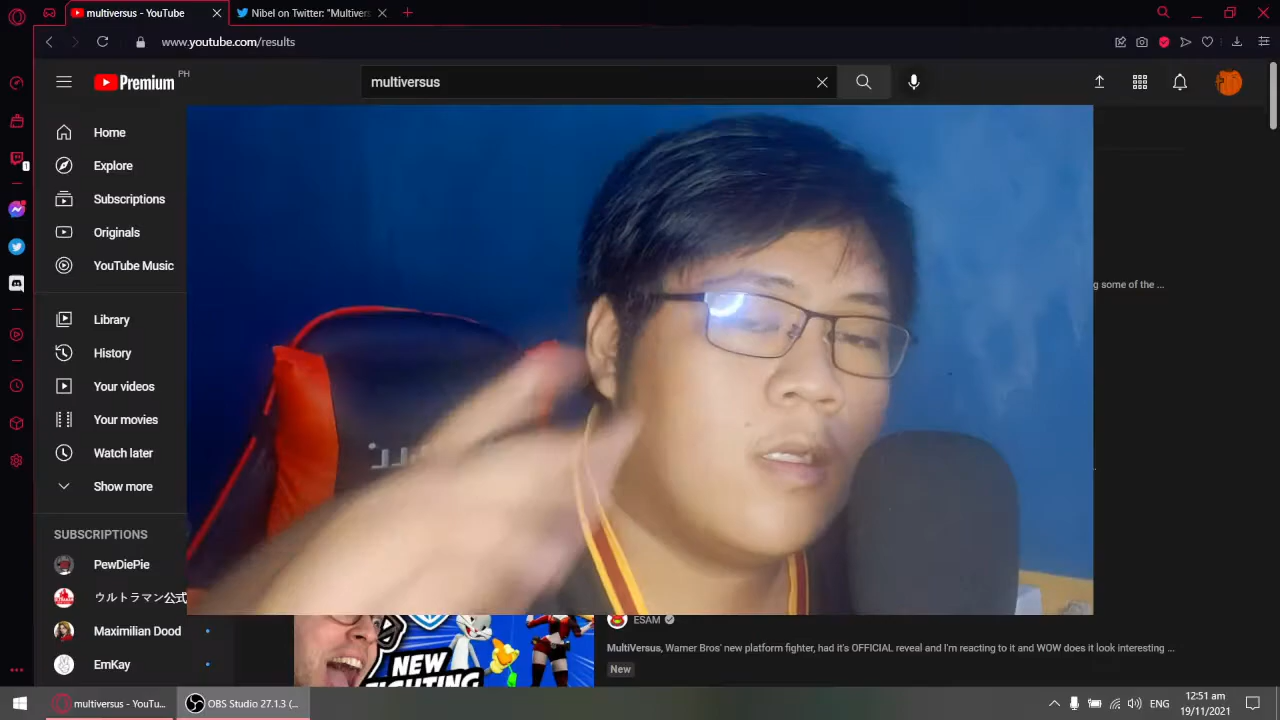 multiversus - YouTube
Nibel on Twitter: "Multivers
www.youtube.com/results
Premium
PH
multiversus
Home
Explore
Subscriptions
Originals
YouTube Music
Library
History
Your videos
Your movies
Watch later
Show more
SUBSCRIPTIONS
PewDiePie
ウルトラマン公式
Maximilian Dood
EmKay
1
g some of the ...
NEW
FIGHTING
ESAM
MultiVersus, Warner Bros' new platform fighter, had it's OFFICIAL reveal and I'm reacting to it and WOW does it look interesting ...
New
multiversus - YouTu...
OBS Studio 27.1.3 (...
ENG
12:51 am
19/11/2021